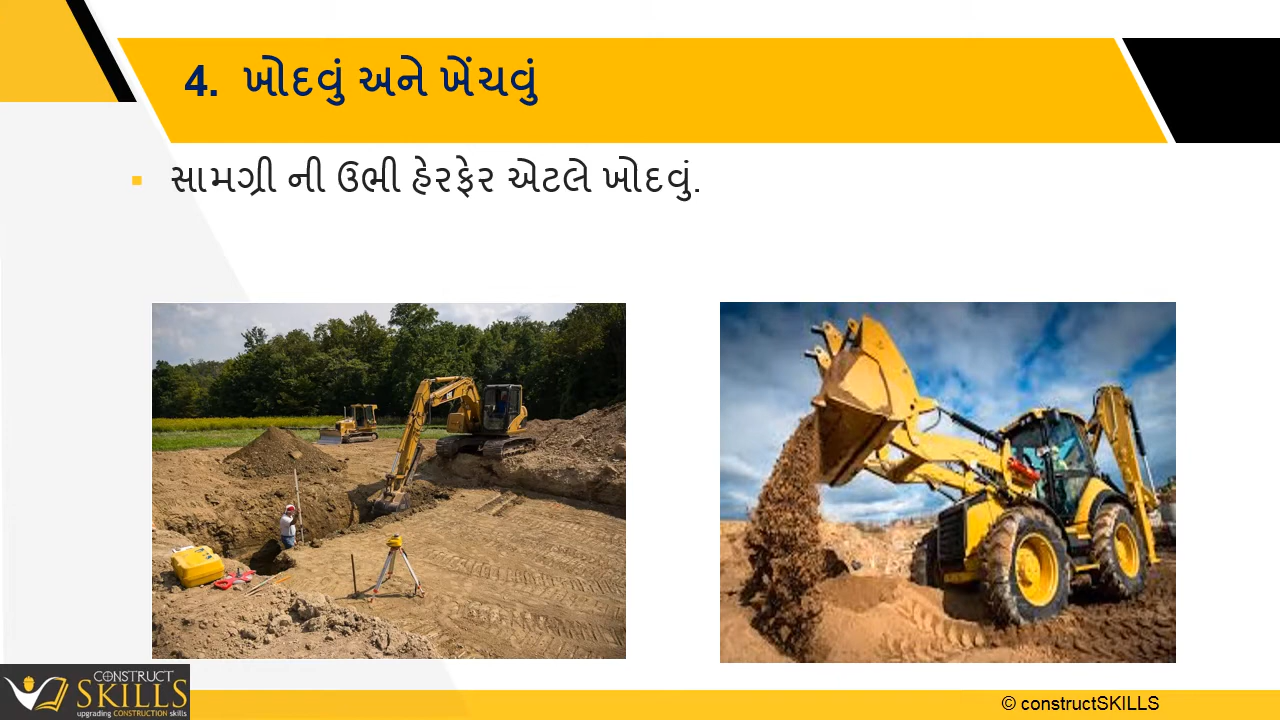 4. ખોદવું અને ખેંચવું
સામગ્રી ની ઉભી હેરફેર એટલે ખોદવું.
CONSTRUCT
SKILLS
upgrading CONSTRUCTION skills
© constructSKILLS